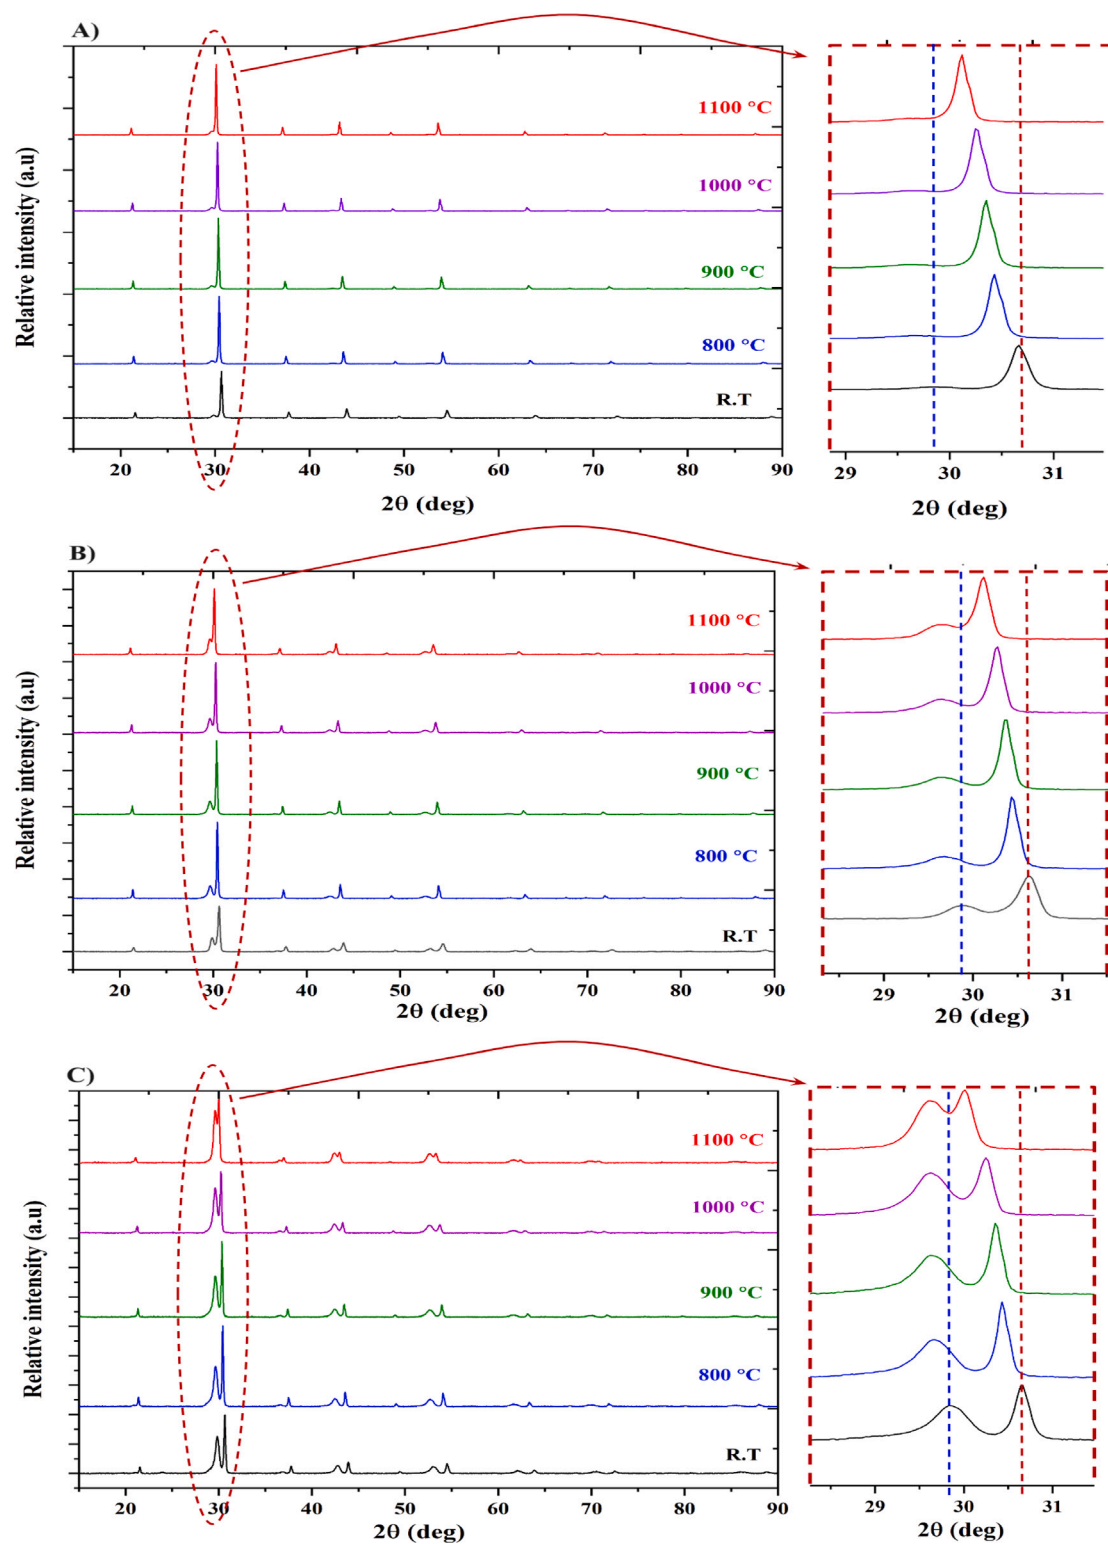 A)
Relative intensity (a.u)
1100 °C
1000 °C
900 °C
800 °C
R.T
20 30 40 50 60 70 80 90
2θ (deg)
29 30 31
2θ (deg)
B)
Relative intensity (a.u)
1100 °C
1000 °C
900 °C
800 °C
R.T
20 30 40 50 60 70 80 90
2θ (deg)
29 30 31
2θ (deg)
C)
Relative intensity (a.u)
1100 °C
1000 °C
900 °C
800 °C
R.T
20 30 40 50 60 70 80 90
2θ (deg)
29 30 31
2θ (deg)